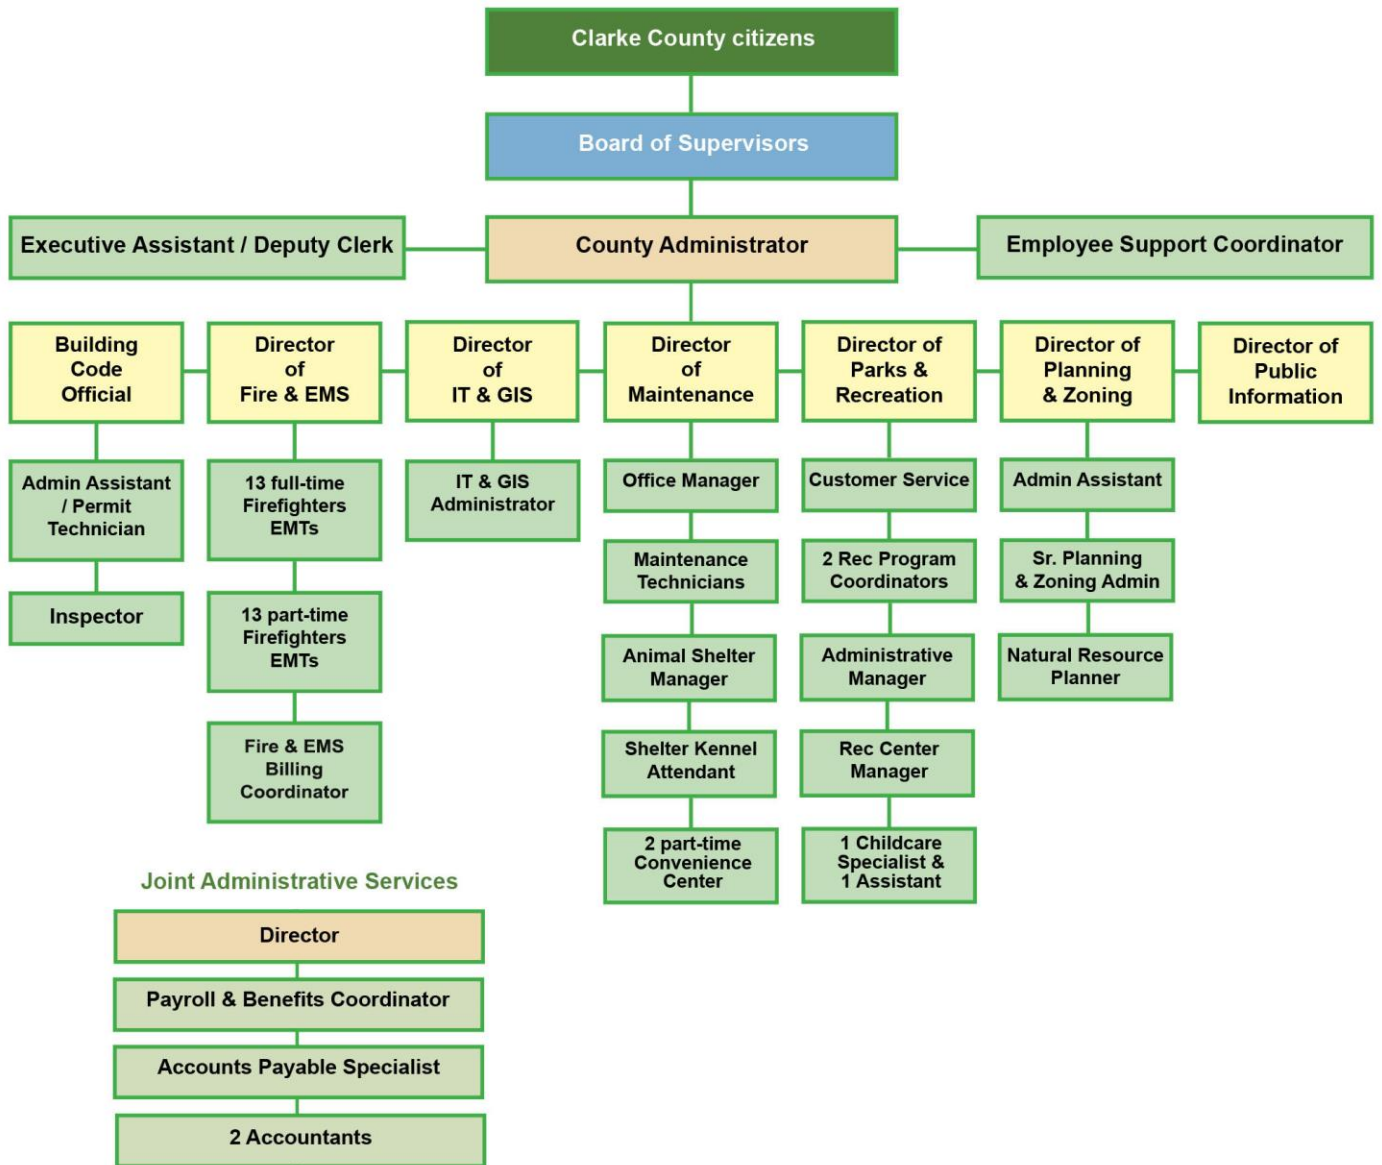 Clarke County citizens
Board of Supervisors
Executive Assistant / Deputy Clerk
County Administrator
Employee Support Coordinator
Building
Code
Official
Director
of
Fire & EMS
Director
of
IT & GIS
Director
of
Maintenance
Director of
Parks &
Recreation
Director of
Planning
& Zoning
Director of
Public
Information
Admin Assistant
/ Permit
Technician
Inspector
13 full-time
Firefighters
EMTs
13 part-time
Firefighters
EMTs
Fire & EMS
Billing
Coordinator
IT & GIS
Administrator
Office Manager
Maintenance
Technicians
Animal Shelter
Manager
Shelter Kennel
Attendant
2 part-time
Convenience
Center
Customer Service
2 Rec Program
Coordinators
Administrative
Manager
Rec Center
Manager
1 Childcare
Specialist &
1 Assistant
Admin Assistant
Sr. Planning
& Zoning Admin
Natural Resource
Planner
Joint Administrative Services
Director
Payroll & Benefits Coordinator
Accounts Payable Specialist
2 Accountants